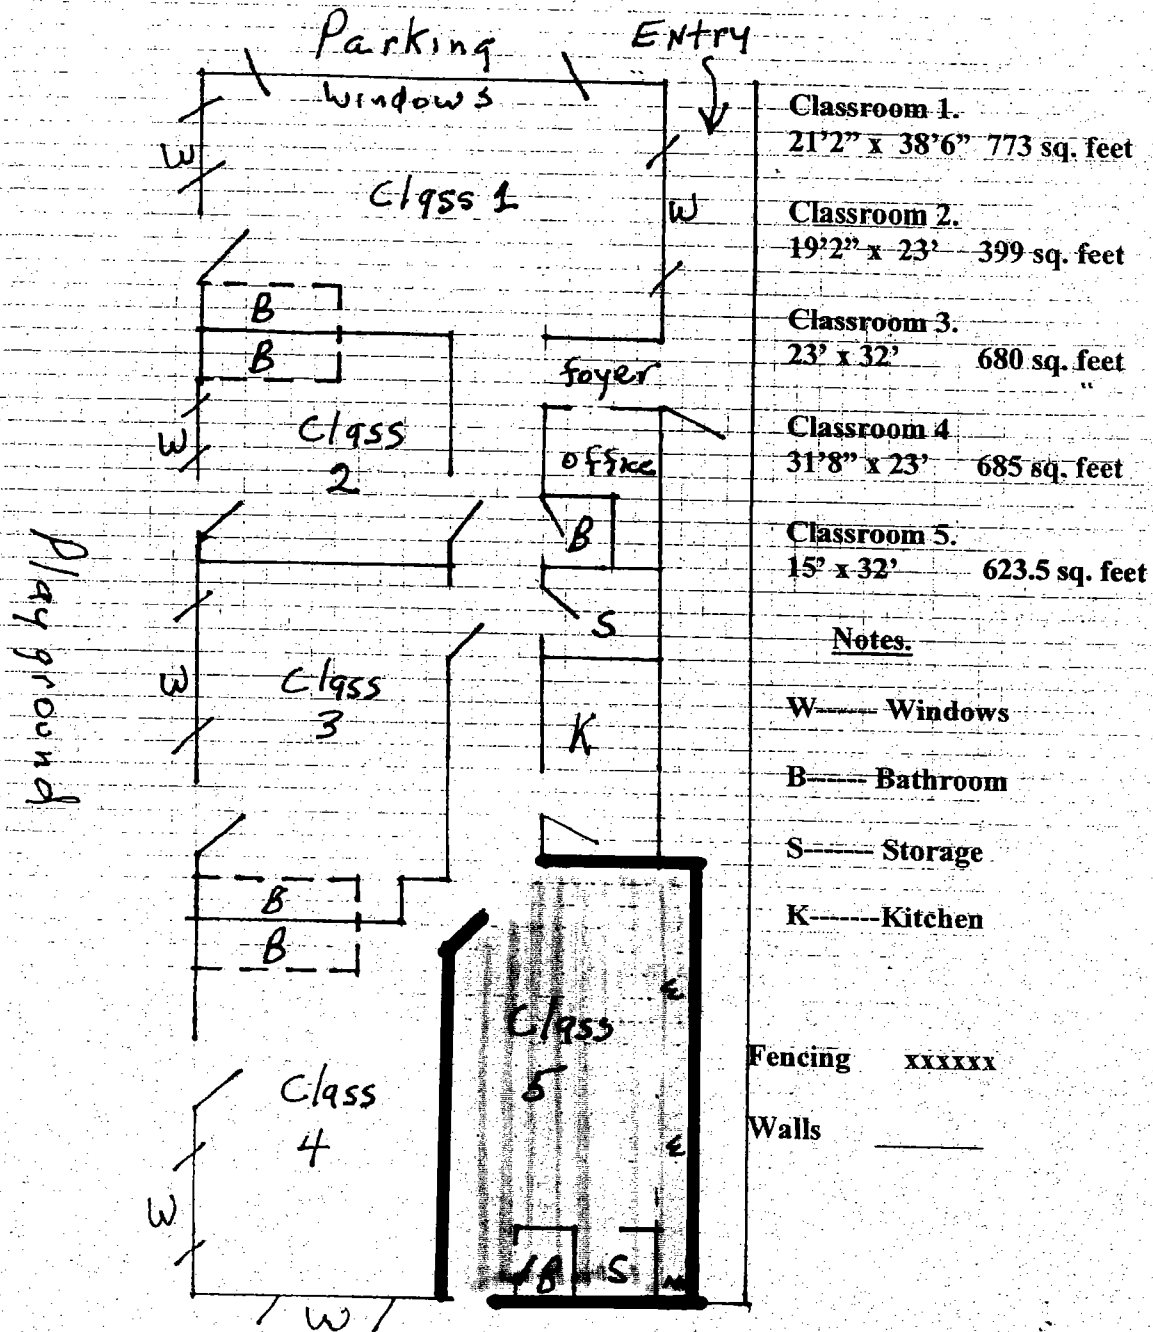 Parking
Entry
Windows
W
Class 1
W
B
B
foyer
W
Class
2
office
B
S
Playground
W
Class
3
K
B
B
Class
5
Class
4
W
W
B
S
Classroom 1.
21'2" x 38'6" 773 sq. feet
Classroom 2.
19'2" x 23' 399 sq. feet
Classroom 3.
23' x 32' 680 sq. feet
Classroom 4
31'8" x 23' 685 sq. feet
Classroom 5.
15' x 32' 623.5 sq. feet
Notes.
W------ Windows
B------ Bathroom
S------- Storage
K-------Kitchen
Fencing xxxxxx
Walls ________